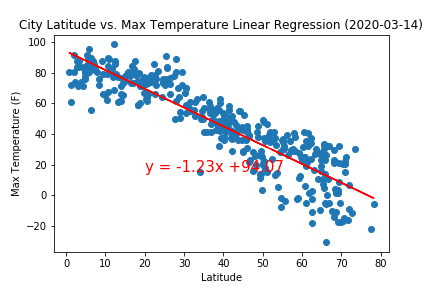 City Latitude vs. Max Temperature Linear Regression (2020-03-14)
Max Temperature (F)
100
80
60
40
20
0
−20
y = -1.23x +94.07
0 10 20 30 40 50 60 70 80
Latitude